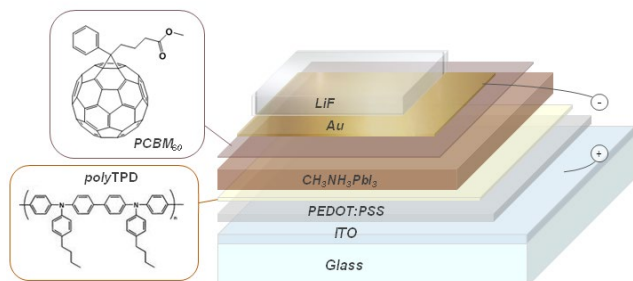 O
O
PCBM60
polyTPD
N
N
n
LiF
Au
-
+
CH3NH3PbI3
PEDOT:PSS
ITO
Glass